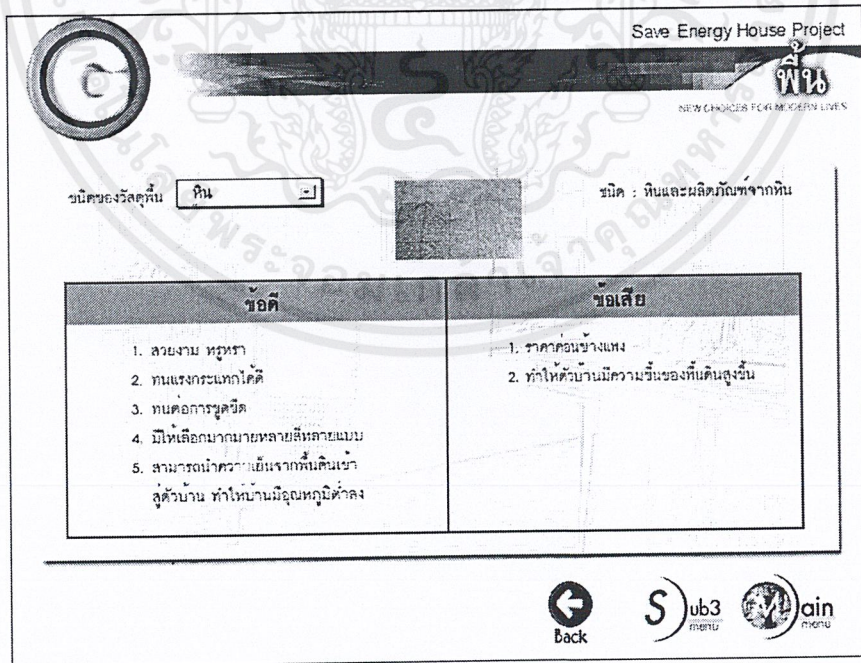 Save Energy House Project
พื้น
NEW CHOICES FOR MODERN LIVES
ชนิดของวัสดุพื้น หิน
ชนิด : หินและผลิตภัณฑ์จากหิน
ข้อดี
1. สวยงาม หรูหรา
2. ทนแรงกระแทกได้ดี
3. ทนต่อการขูดขีด
4. มีให้เลือกมากมายหลายสีหลายแบบ
5. สามารถนำความเย็นจากพื้นดินเข้า
สู่ตัวบ้าน ทำให้บ้านมีอุณหภูมิต่ำลง
ข้อเสีย
1. ราคาค่อนข้างแพง
2. ทำให้ตัวบ้านมีความชื้นของพื้นดินสูงขึ้น
Back
Sub3 menu
Main menu